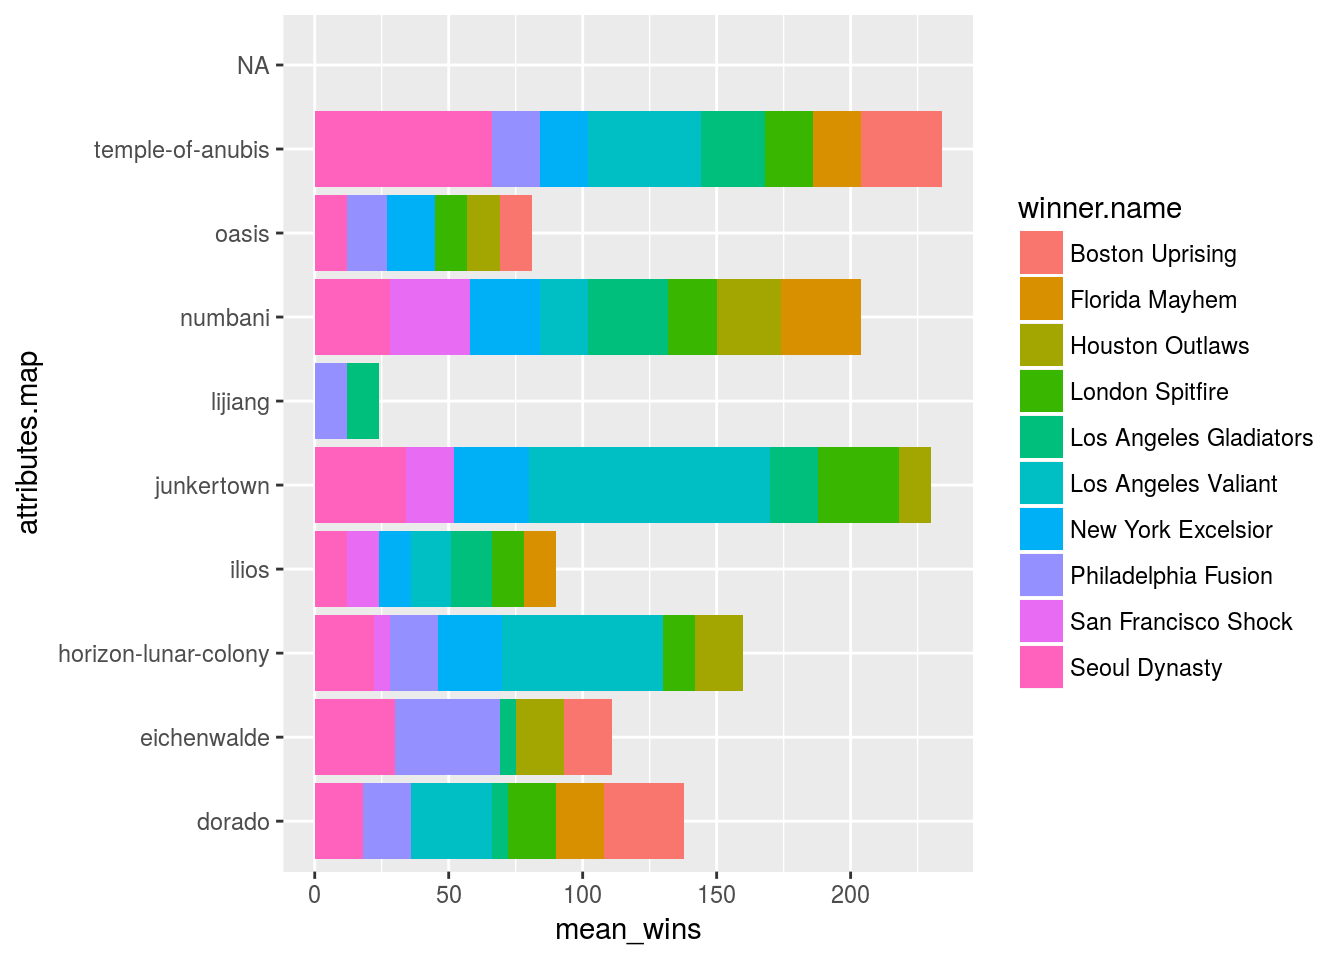 NA
temple-of-anubis
oasis
numbani
lijiang
junkertown
ilios
horizon-lunar-colony
eichenwalde
dorado
attributes.map
0 50 100 150 200
mean_wins
winner.name
Boston Uprising
Florida Mayhem
Houston Outlaws
London Spitfire
Los Angeles Gladiators
Los Angeles Valiant
New York Excelsior
Philadelphia Fusion
San Francisco Shock
Seoul Dynasty